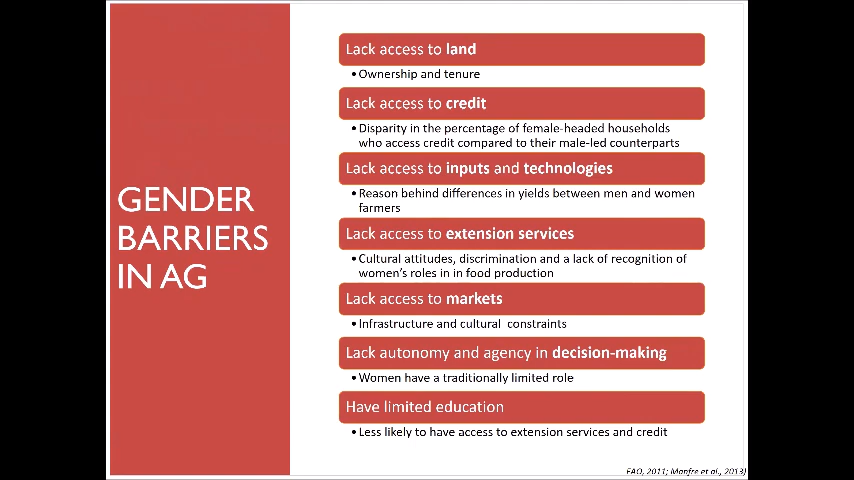 GENDER
BARRIERS
IN AG
Lack access to land
•Ownership and tenure
Lack access to credit
•Disparity in the percentage of female-headed households
who access credit compared to their male-led counterparts
Lack access to inputs and technologies
•Reason behind differences in yields between men and women
farmers
Lack access to extension services
•Cultural attitudes, discrimination and a lack of recognition of
women's roles in in food production
Lack access to markets
•Infrastructure and cultural constraints
Lack autonomy and agency in decision-making
•Women have a traditionally limited role
Have limited education
•Less likely to have access to extension services and credit
FAO, 2011; Manfre et al., 2013)